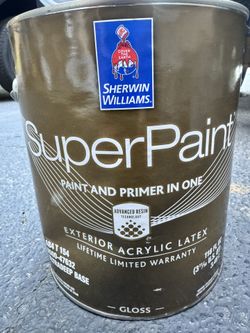 COVER THE EARTH
SHERWIN
WILLIAMS.
SuperPaint
PAINT AND PRIMER IN ONE
ADVANCED RESIN
TECHNOLOGY
EXTERIOR ACRYLIC LATEX
LIFETIME LIMITED WARRANTY
BASE
GLOSS